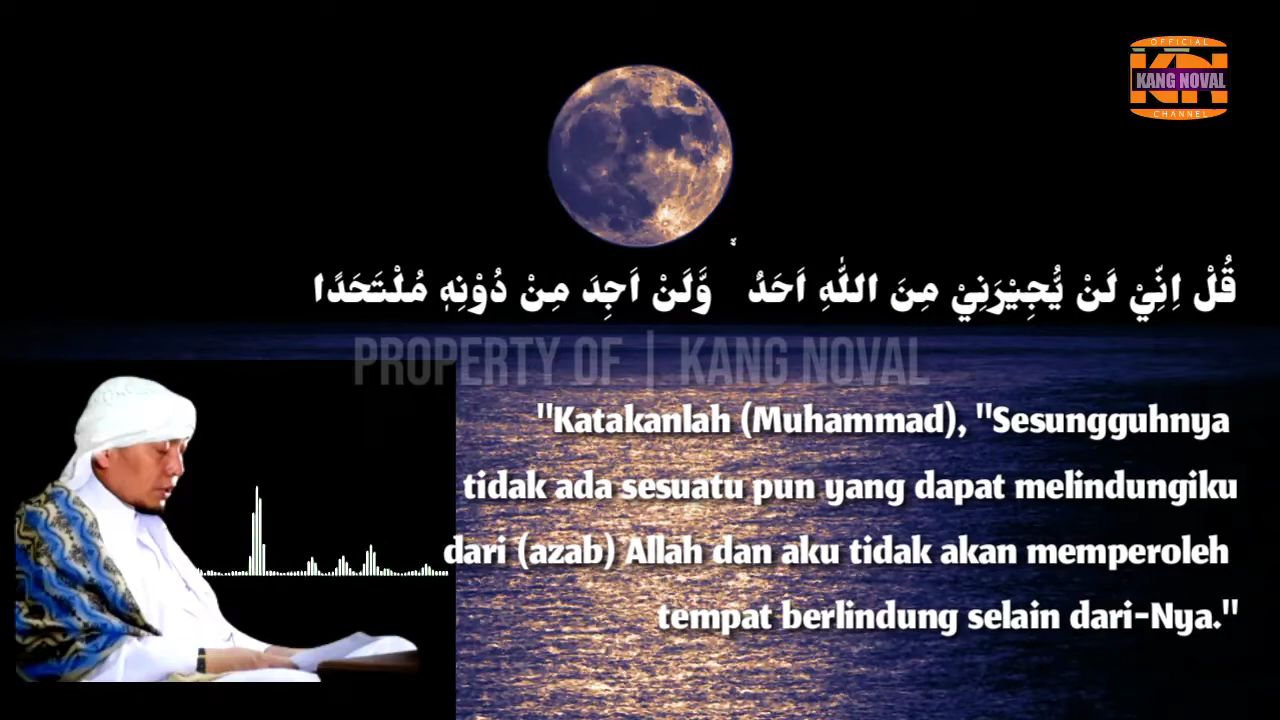 OFFICIAL
KN
KANG NOVAL
CHANNEL
قُلْ اِنِّيْ لَنْ يُّجِيْرَنِيْ مِنَ اللّٰهِ اَحَدٌ ۙ وَّلَنْ اَجِدَ مِنْ دُوْنِهٖ مُلْتَحَدًا
PROPERTY OF | KANG NOVAL
"Katakanlah (Muhammad), "Sesungguhnya
tidak ada sesuatu pun yang dapat melindungiku
dari (azab) Allah dan aku tidak akan memperoleh
tempat berlindung selain dari-Nya."